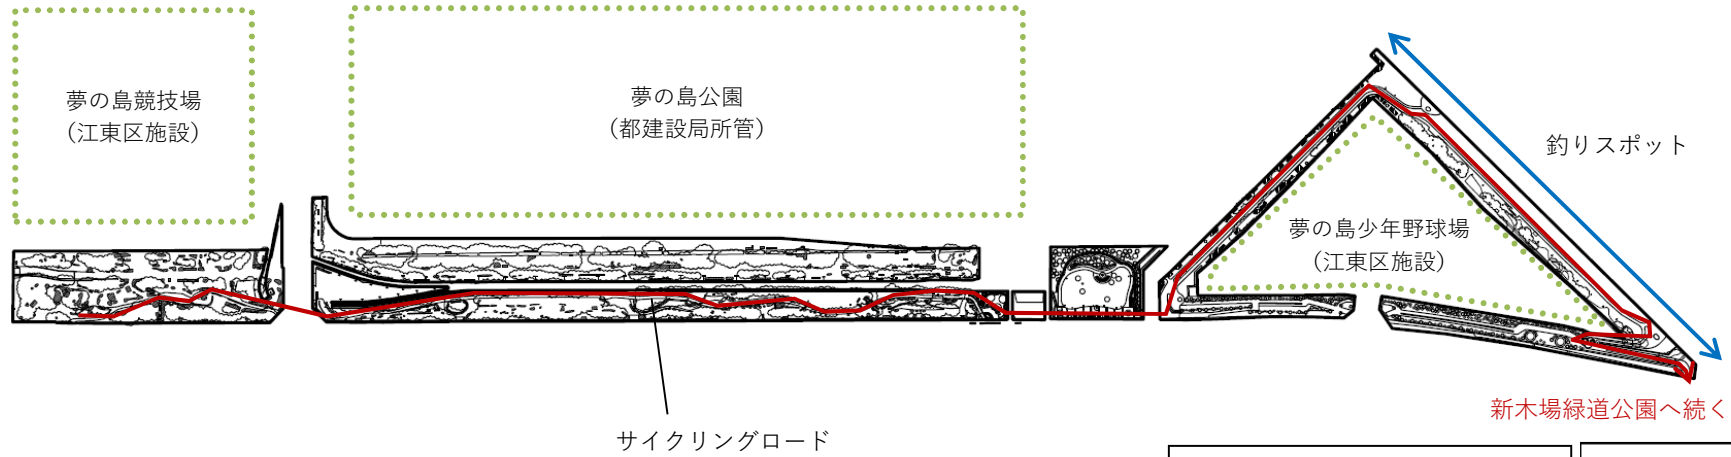 夢の島競技場
（江東区施設）
夢の島公園
（都建設局所管）
釣りスポット
夢の島少年野球場
（江東区施設）
新木場緑道公園へ続く
サイクリングロード